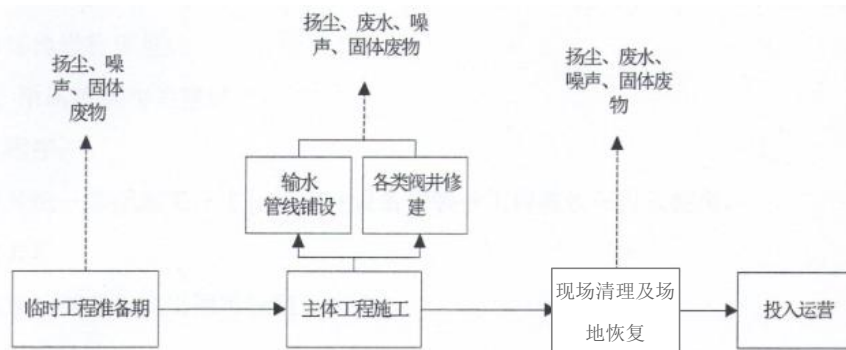 扬尘、废水、噪
声、固体废物
扬尘、噪
声、固体
废物
扬尘、废水、
噪声、固体废
物
输水
管线铺设
各类阀井修
建
临时工程准备期
主体工程施工
现场清理及场
地恢复
投入运营